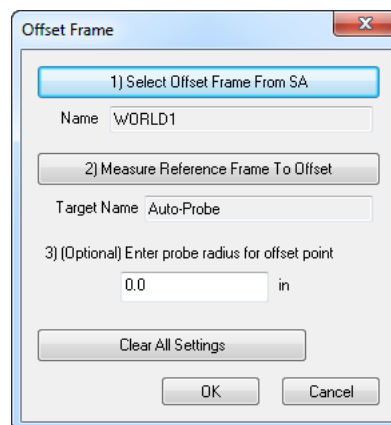 Offset Frame
1) Select Offset Frame From SA
Name WORLD1
2) Measure Reference Frame To Offset
Target Name Auto-Probe
3) (Optional) Enter probe radius for offset point
0.0 in
Clear All Settings
OK Cancel